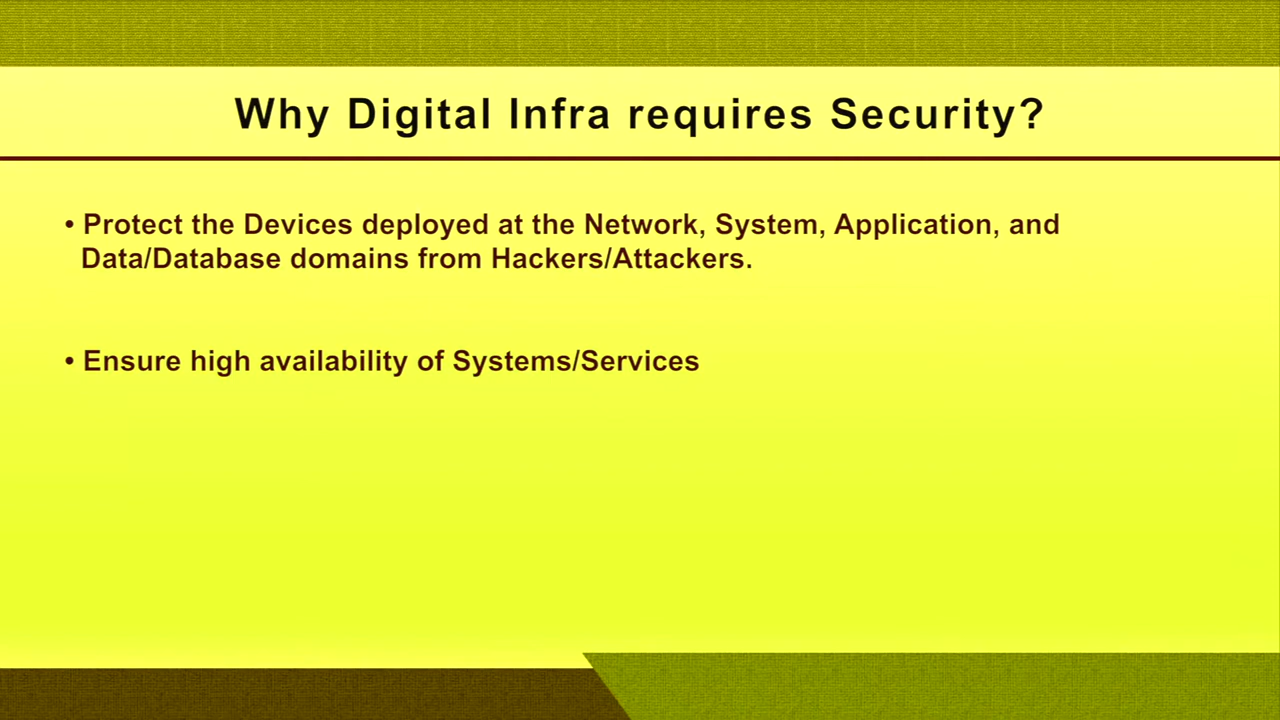 Why Digital Infra requires Security?
• Protect the Devices deployed at the Network, System, Application, and
Data/Database domains from Hackers/Attackers.
• Ensure high availability of Systems/Services